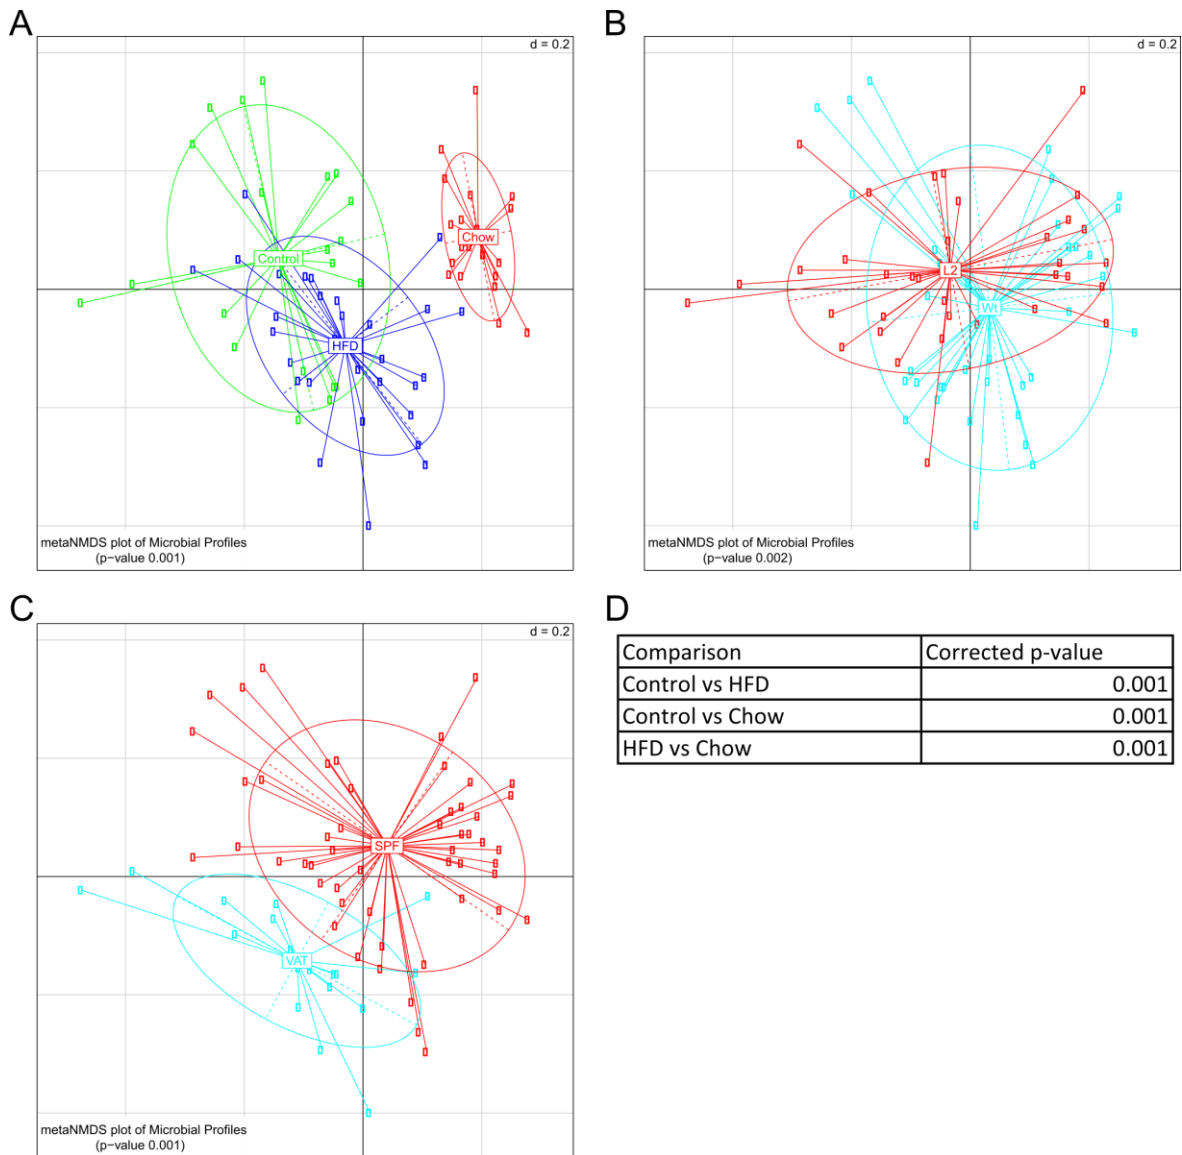 A
d = 0.2
Control
Chow
HFD
metaNMDS plot of Microbial Profiles
(p−value 0.001)
B
d = 0.2
L2
Wt
metaNMDS plot of Microbial Profiles
(p−value 0.002)
C
d = 0.2
SPF
VAT
metaNMDS plot of Microbial Profiles
(p−value 0.001)
D
Comparison Corrected p-value
Control vs HFD 0.001
Control vs Chow 0.001
HFD vs Chow 0.001